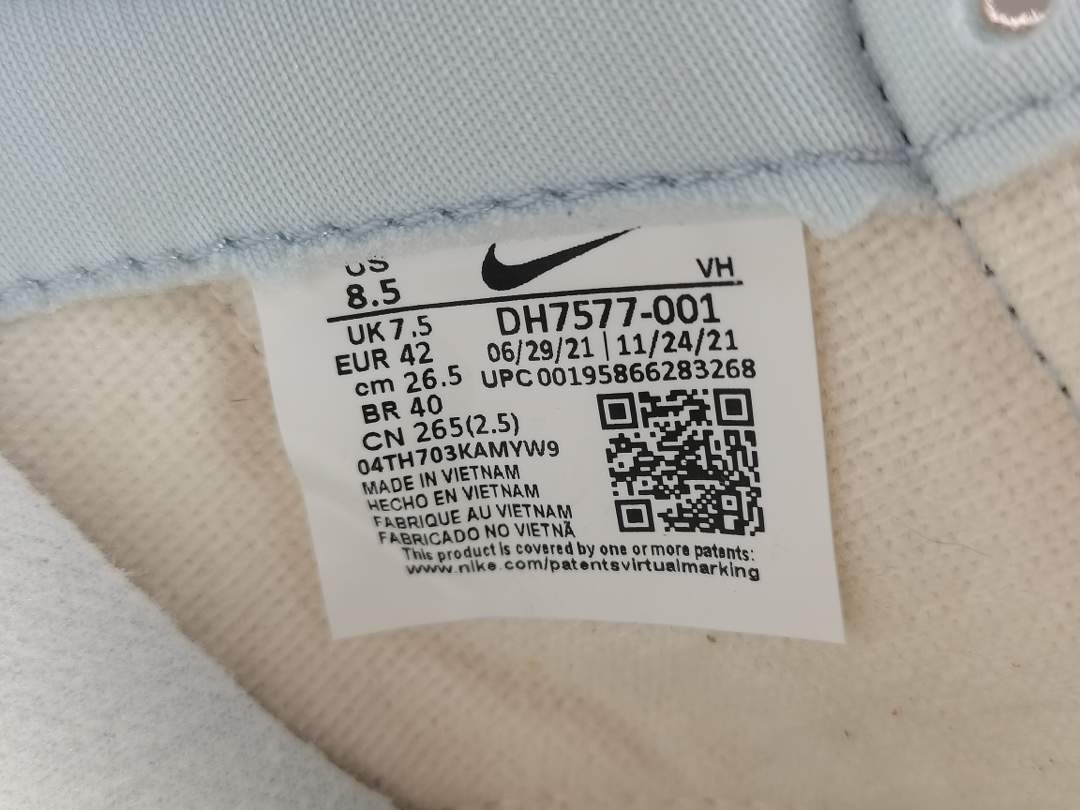 US
8.5
VH
UK 7.5
EUR 42
cm 26.5
BR 40
CN 265(2.5)
DH7577-001
06/29/21 | 11/24/21
UPC 00195866283268
04TH703KAMYW9
MADE IN VIETNAM
HECHO EN VIETNAM
FABRIQUE AU VIETNAM
FABRICADO NO VIETNÃ
This product is covered by one or more patents:
www.nike.com/patentsvirtualmarking